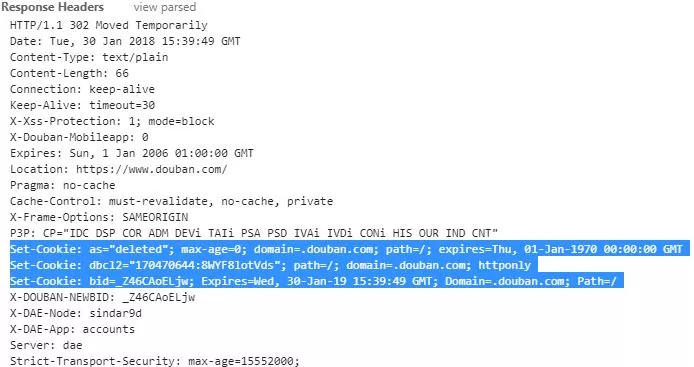 Response Headers view parsed
HTTP/1.1 302 Moved Temporarily
Date: Tue, 30 Jan 2018 15:39:49 GMT
Content-Type: text/plain
Content-Length: 66
Connection: keep-alive
Keep-Alive: timeout=30
X-Xss-Protection: 1; mode=block
X-Douban-Mobileapp: 0
Expires: Sun, 1 Jan 2006 01:00:00 GMT
Location: https://www.douban.com/
Pragma: no-cache
Cache-Control: must-revalidate, no-cache, private
X-Frame-Options: SAMEORIGIN
P3P: CP="IDC DSP COR ADM DEVi TAIi PSA PSD IVAi IVDi CONi HIS OUR IND CNT"
Set-Cookie: as="deleted"; max-age=0; domain=.douban.com; path=/; expires=Thu, 01-Jan-1970 00:00:00 GMT
Set-Cookie: dbcl2="170470644:8WYF8lotVds"; path=/; domain=.douban.com; httponly
Set-Cookie: bid=_Z46CAoELjw; Expires=Wed, 30-Jan-19 15:39:49 GMT; Domain=.douban.com; Path=/
X-DOUBAN-NEWBID: _Z46CAoELjw
X-DAE-Node: sindar9d
X-DAE-App: accounts
Server: dae
Strict-Transport-Security: max-age=15552000;